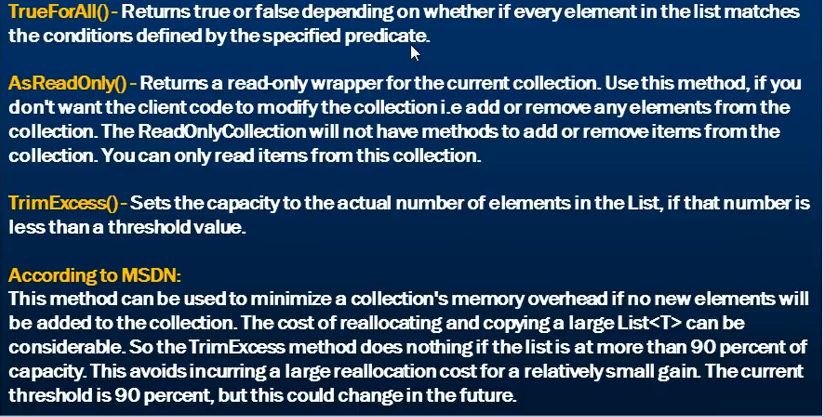 TrueForAll() - Returns true or false depending on whether if every element in the list matches
the conditions defined by the specified predicate.
AsReadOnly() - Returns a read-only wrapper for the current collection. Use this method, if you
don't want the client code to modify the collection i.e add or remove any elements from the
collection. The ReadOnlyCollection will not have methods to add or remove items from the
collection. You can only read items from this collection.
TrimExcess() - Sets the capacity to the actual number of elements in the List, if that number is
less than a threshold value.
According to MSDN:
This method can be used to minimize a collection's memory overhead if no new elements will
be added to the collection. The cost of reallocating and copying a large List<T> can be
considerable. So the TrimExcess method does nothing if the list is at more than 90 percent of
capacity. This avoids incurring a large reallocation cost for a relatively small gain. The current
threshold is 90 percent, but this could change in the future.